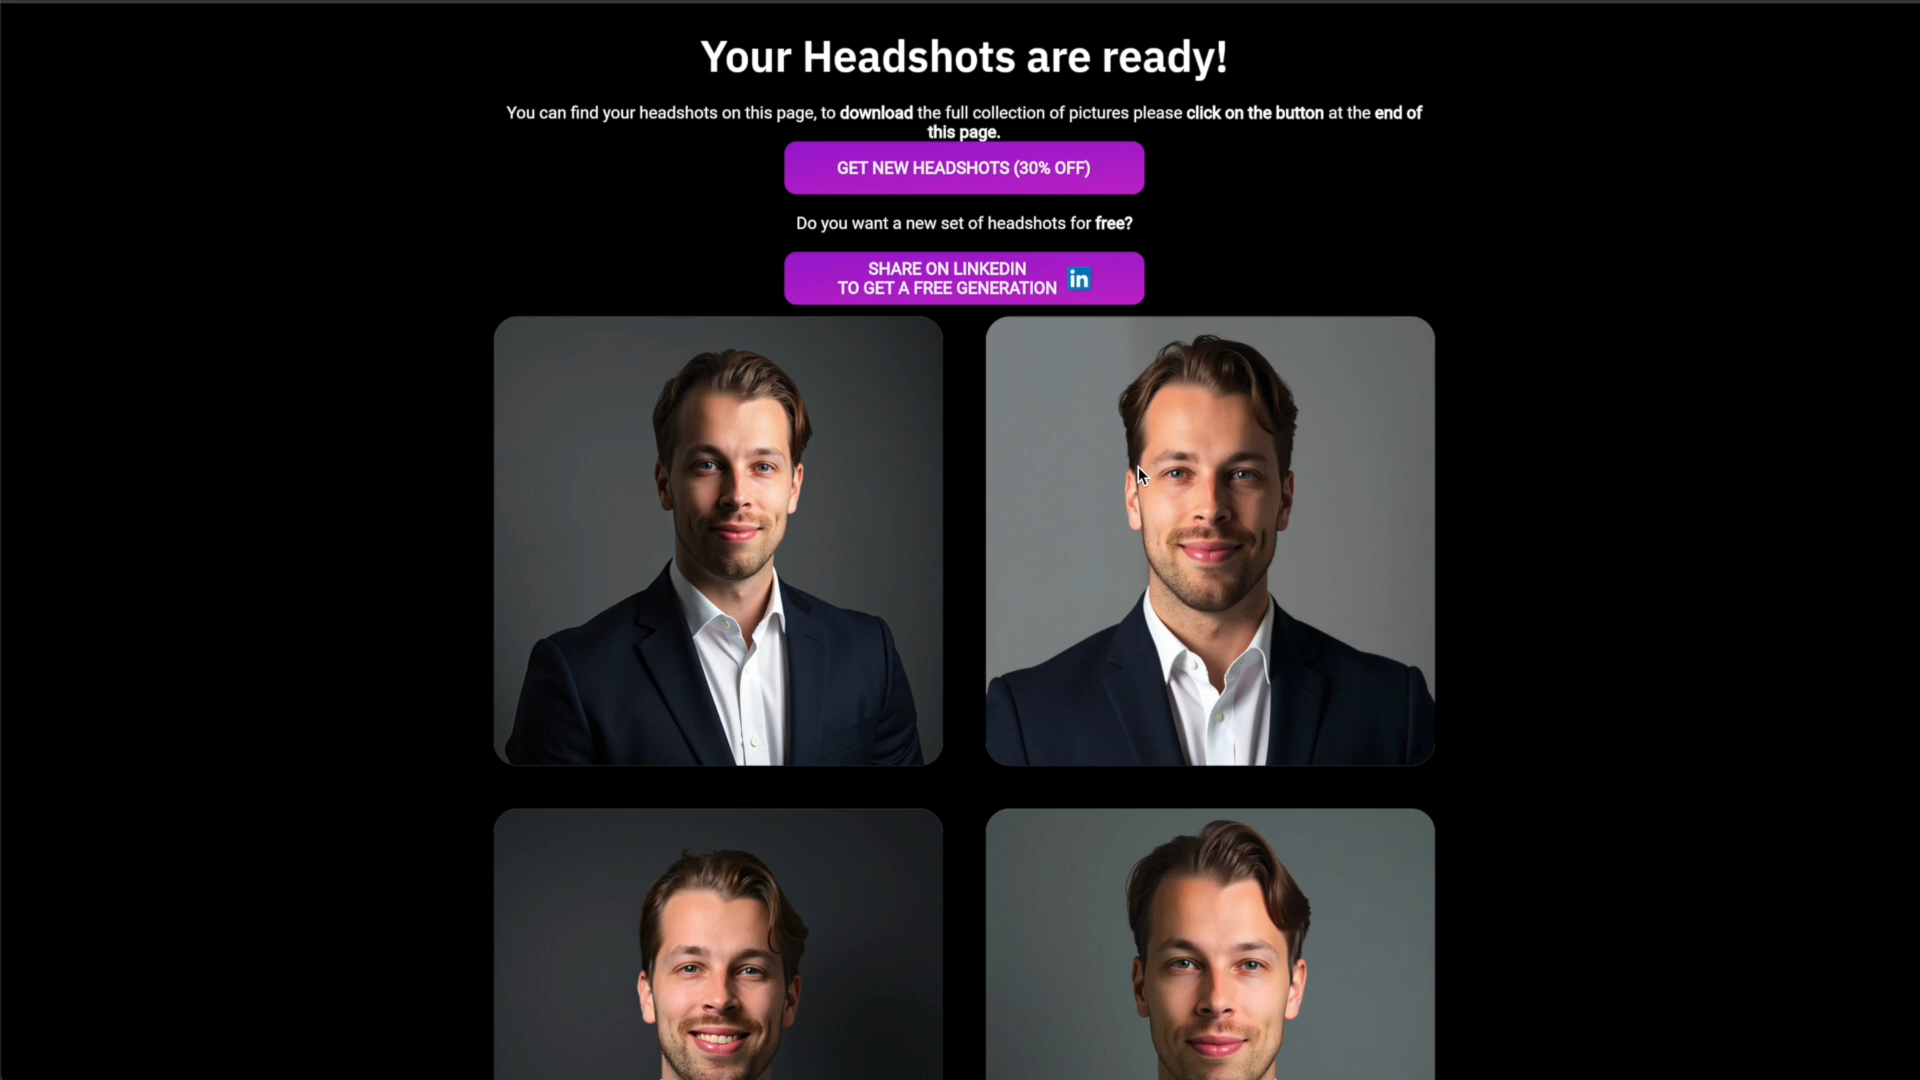 Your Headshots are ready!
You can find your headshots on this page, to download the full collection of pictures please click on the button at the end of
this page.
GET NEW HEADSHOTS (30% OFF)
Do you want a new set of headshots for free?
SHARE ON LINKEDIN
TO GET A FREE GENERATION
in